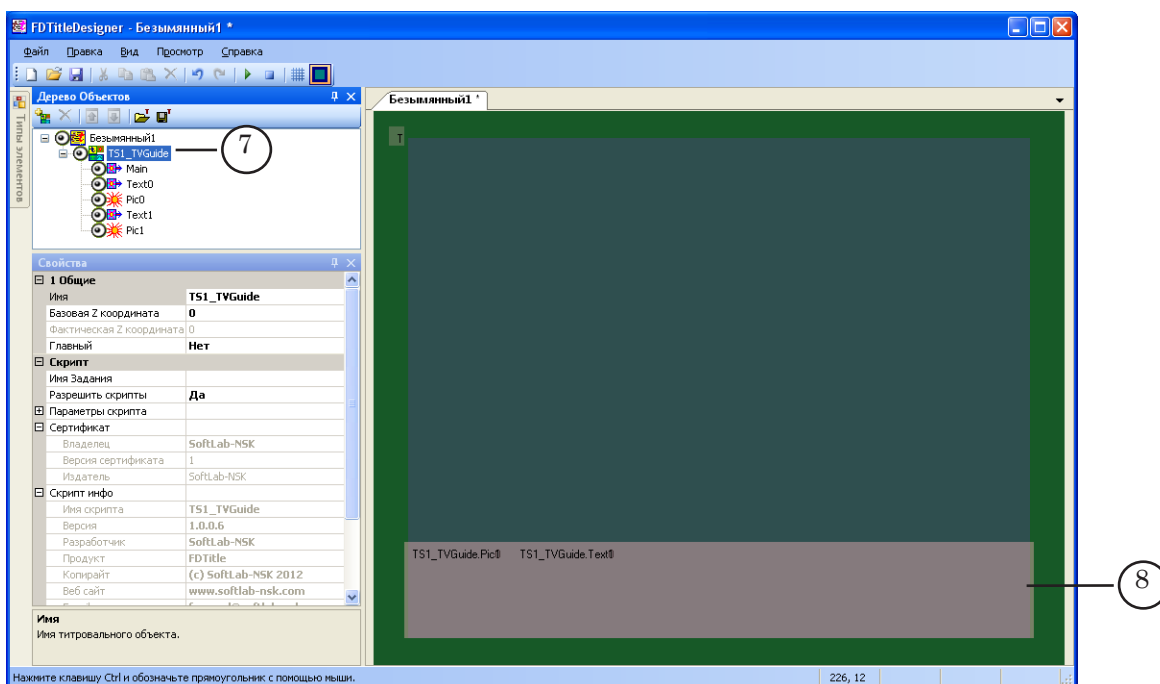 FDTitleDesigner - Безымянный1 *
Файл Правка Вид Просмотр Справка
Типы элементов
Дерево Объектов
Безымянный1
TS1_TVGuide
7
Main
Text0
Pic0
Text1
Pic1
Свойства
1 Общие
Имя TS1_TVGuide
Базовая Z координата 0
Фактическая Z координата 0
Главный Нет
Скрипт
Имя Задания
Разрешить скрипты Да
Параметры скрипта
Сертификат
Владелец SoftLab-NSK
Версия сертификата 1
Издатель SoftLab-NSK
Скрипт инфо
Имя скрипта TS1_TVGuide
Версия 1.0.0.6
Разработчик SoftLab-NSK
Продукт FDTitle
Копирайт (c) SoftLab-NSK 2012
Веб сайт www.softlab-nsk.com
Имя
Имя титровального объекта.
Безымянный1 *
T
TS1_TVGuide.Pic TS1_TVGuide.Text
8
Нажмите клавишу Ctrl и обозначьте прямоугольник с помощью мыши. 226, 12